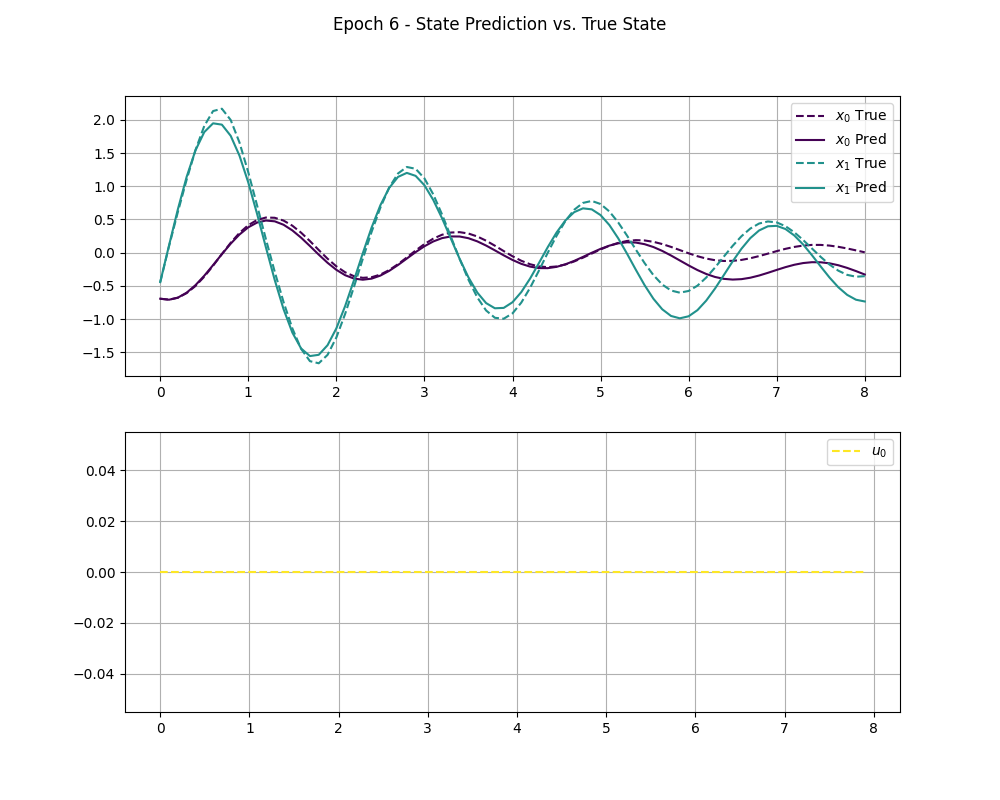 Epoch 6 - State Prediction vs. True State
2.0
1.5
1.0
0.5
0.0
−0.5
−1.0
−1.5
x₀ True
x₀ Pred
x₁ True
x₁ Pred
0 1 2 3 4 5 6 7 8
0.04
0.02
0.00
−0.02
−0.04
u₀
0 1 2 3 4 5 6 7 8